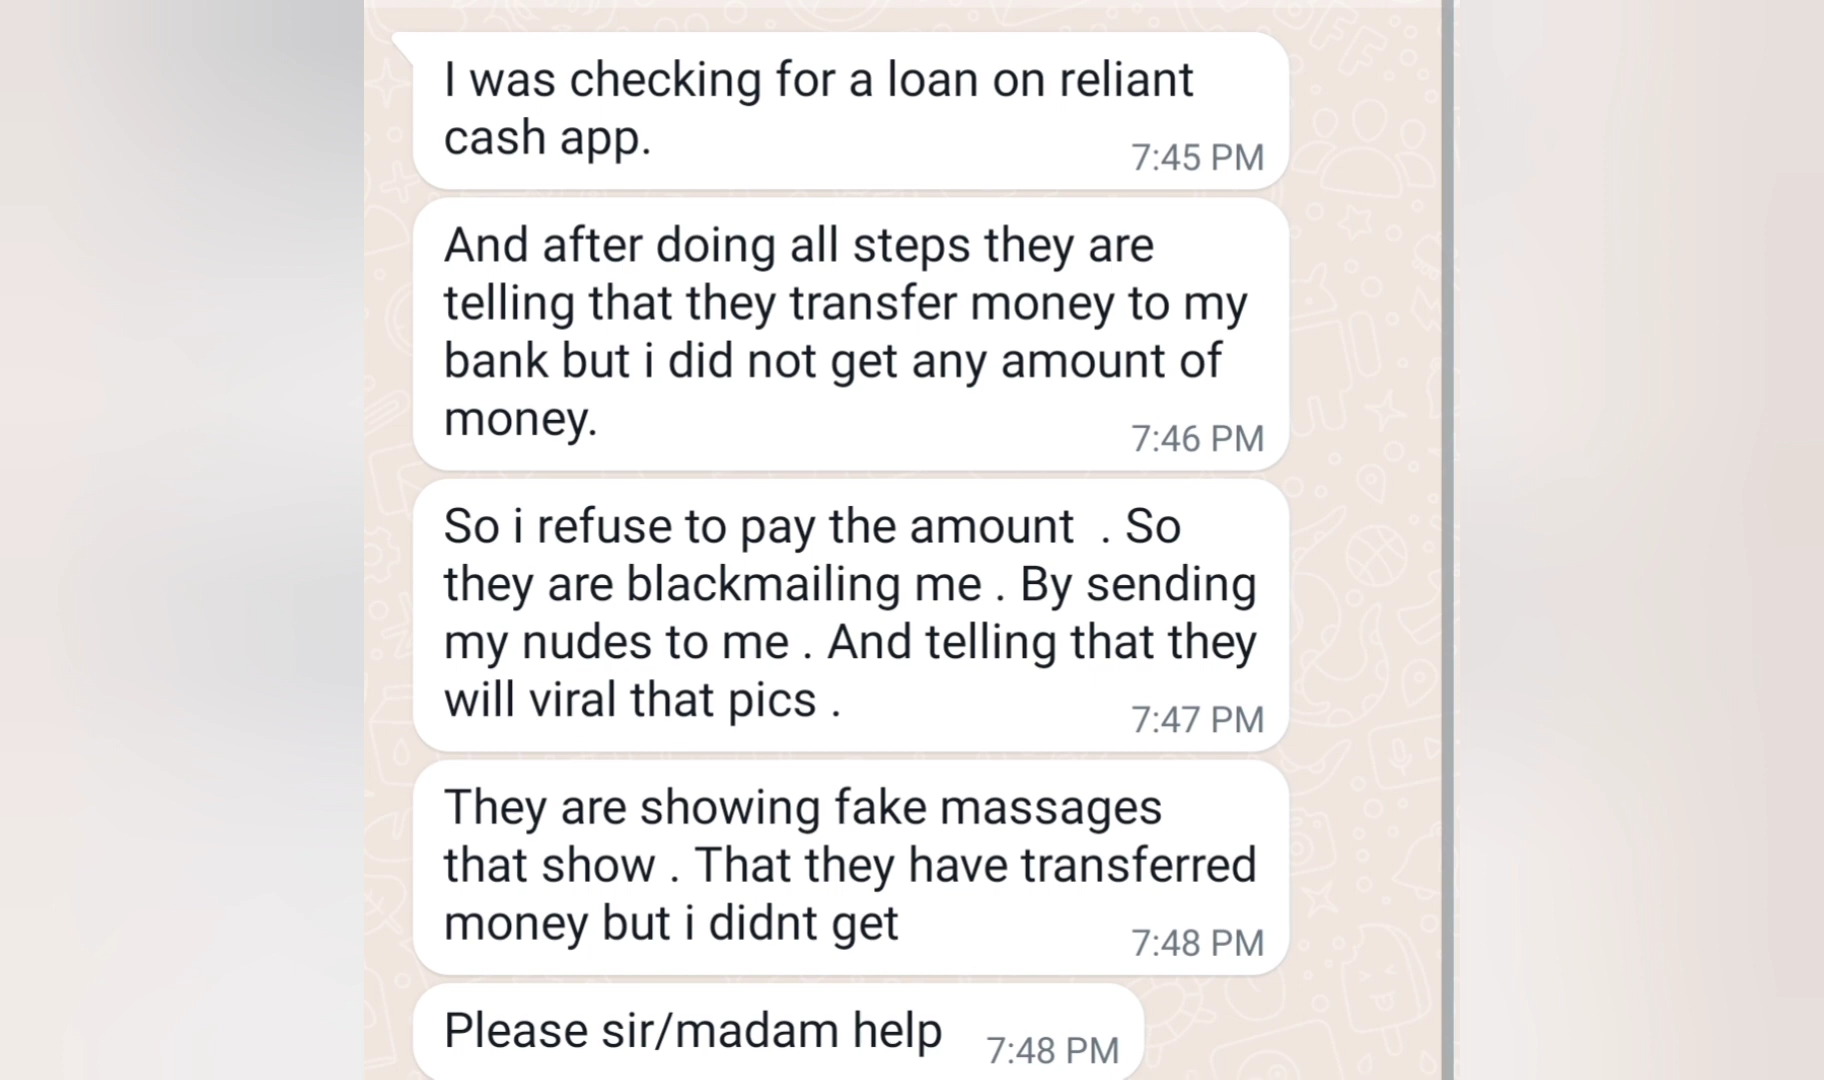 I was checking for a loan on reliant
cash app.
7:45 PM
And after doing all steps they are
telling that they transfer money to my
bank but i did not get any amount of
money.
7:46 PM
So i refuse to pay the amount . So
they are blackmailing me . By sending
my nudes to me . And telling that they
will viral that pics .
7:47 PM
They are showing fake massages
that show . That they have transferred
money but i didnt get
7:48 PM
Please sir/madam help
7:48 PM